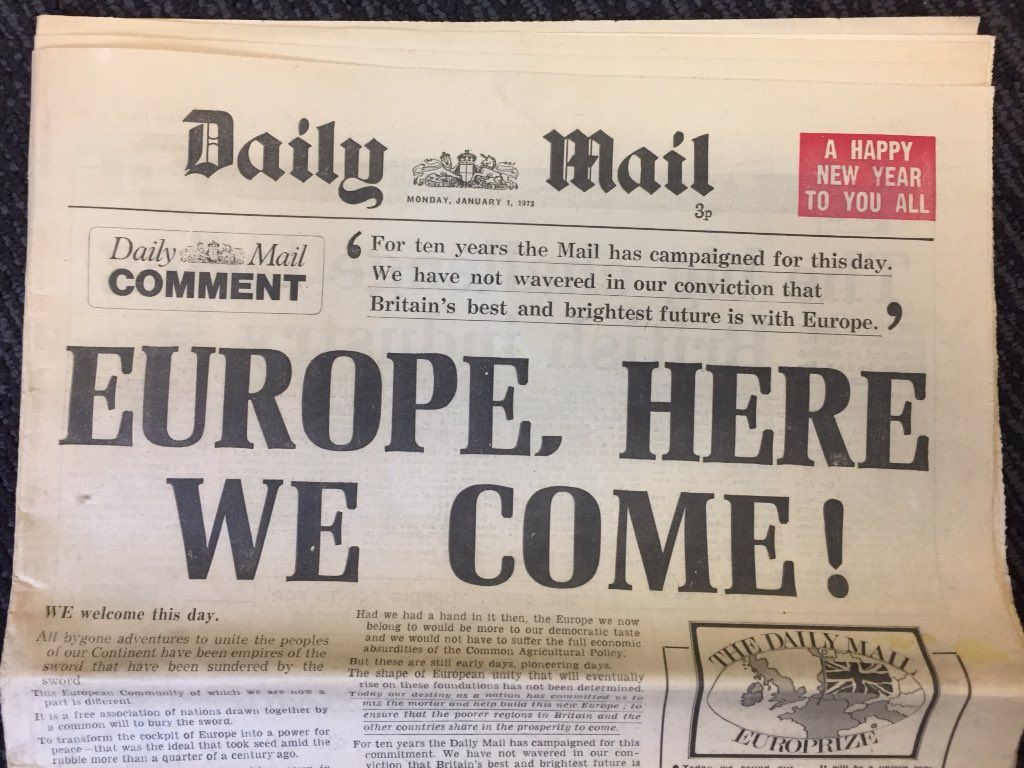 Daily Mail
MONDAY, JANUARY 1, 1973
3p
A HAPPY
NEW YEAR
TO YOU ALL
Daily Mail
COMMENT
‘ For ten years the Mail has campaigned for this day.
We have not wavered in our conviction that
Britain's best and brightest future is with Europe. ’
EUROPE, HERE
WE COME!
WE welcome this day.
All bygone adventures to unite the peoples
of our Continent have been empires of the
sword that have been sundered by the
sword.
This European Community of which we are now a
part is different.
It is a free association of nations drawn together by
a common will to bury the sword.
To transform the cockpit of Europe into a power for
peace—that was the ideal that took seed amid the
rubble more than a quarter of a century ago.
Had we had a hand in it then, the Europe we now
belong to would be more to our democratic taste
and we would not have to suffer the full economic
absurdities of the Common Agricultural Policy.
But these are still early days, pioneering days.
The shape of European unity that will eventually
rise on these foundations has not been determined.
Today our destiny as a nation has committed us to
mix the mortar and help build this new Europe ; to
ensure that the poorer regions in Britain and the
other countries share in the prosperity to come.
For ten years the Daily Mail has campaigned for this
commitment. We have not wavered in our con-
viction that Britain's best and brightest future is
THE DAILY MAIL
EUROPRIZE